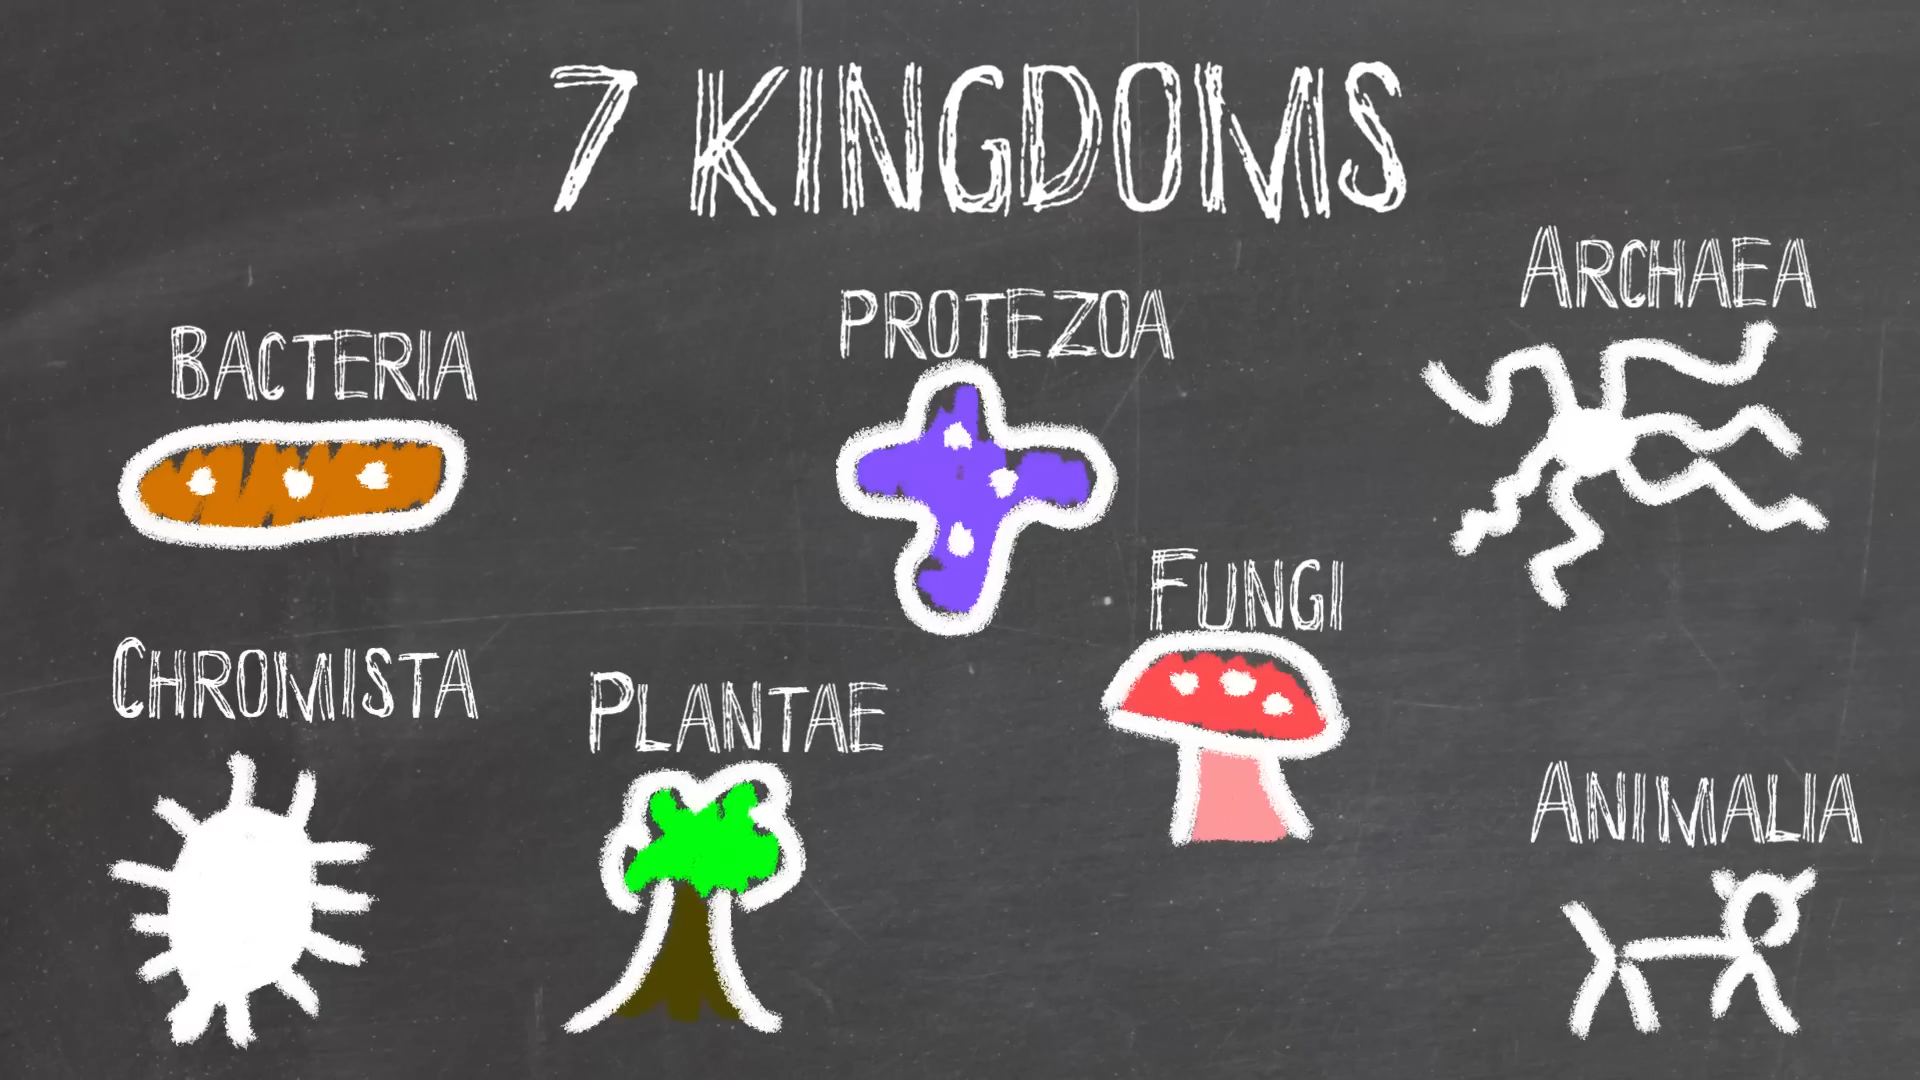 7 KINGDOMS
ARCHAEA
PROTEZOA
BACTERIA
FUNGI
CHROMISTA
PLANTAE
ANIMALIA